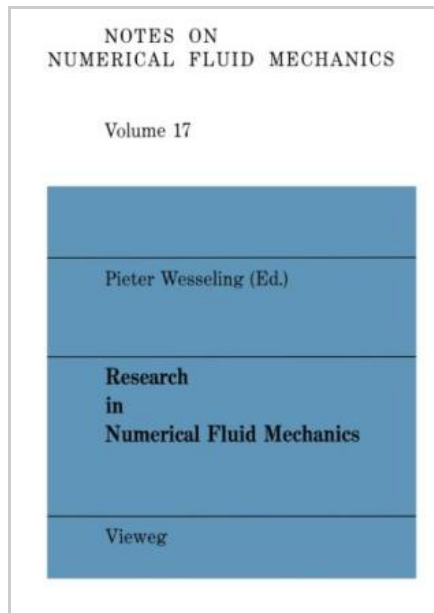 NOTES ON
NUMERICAL FLUID MECHANICS
Volume 17
Pieter Wesseling (Ed.)
Research
in
Numerical Fluid Mechanics
Vieweg